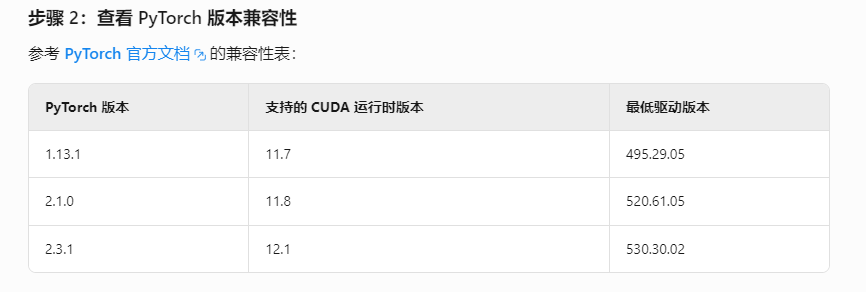 步骤 2：查看 PyTorch 版本兼容性
参考 PyTorch 官方文档 的兼容性表：
PyTorch 版本 支持的 CUDA 运行时版本 最低驱动版本
1.13.1 11.7 495.29.05
2.1.0 11.8 520.61.05
2.3.1 12.1 530.30.02